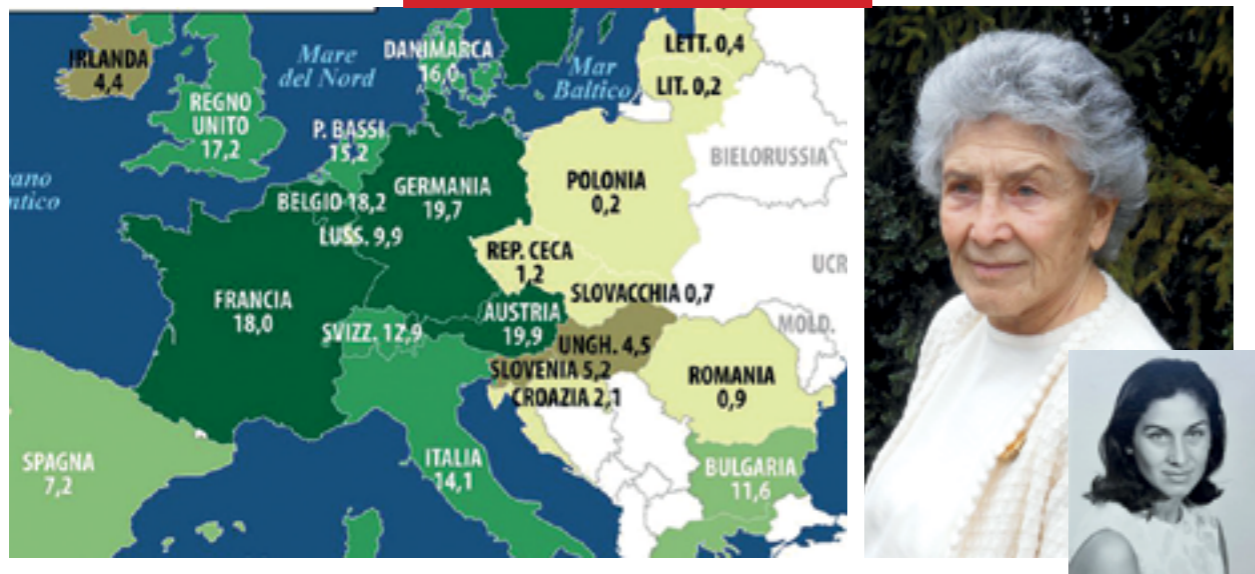 IRLANDA
4,4
Mare
del Nord
DANIMARCA
16,0
LETT. 0,4
Mar
Baltico
LIT. 0,2
REGNO
UNITO
17,2
P. BASSI
15,2
BIELORUSSIA
ano
ntico
BELGIO 18,2
GERMANIA
19,7
POLONIA
0,2
LUSS. 9,9
REP. CECA
1,2
UCR
SLOVACCHIA 0,7
FRANCIA
18,0
SVIZZ. 12,9
AUSTRIA
19,9
MOLD.
UNGH. 4,5
SLOVENIA 5,2
CROAZIA 2,1
ROMANIA
0,9
SPAGNA
7,2
ITALIA
14,1
BULGARIA
11,6